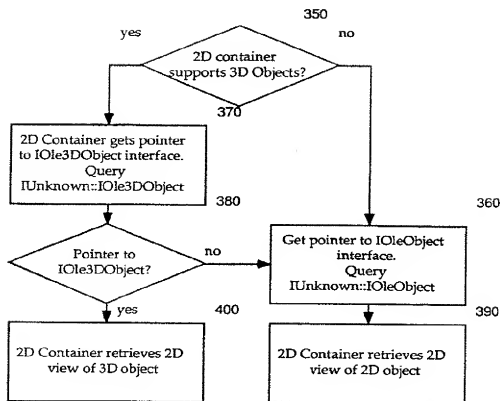 350
yes
no
2D container
supports 3D Objects?
370
2D Container gets pointer
to IOle3DObject interface.
Query
IUnknown::IOle3DObject
380
360
Pointer to
IOle3DObject?
no
Get pointer to IOleObject
interface.
Query
IUnknown::IOleObject
yes
400
390
2D Container retrieves 2D
view of 3D object
2D Container retrieves 2D
view of 2D object